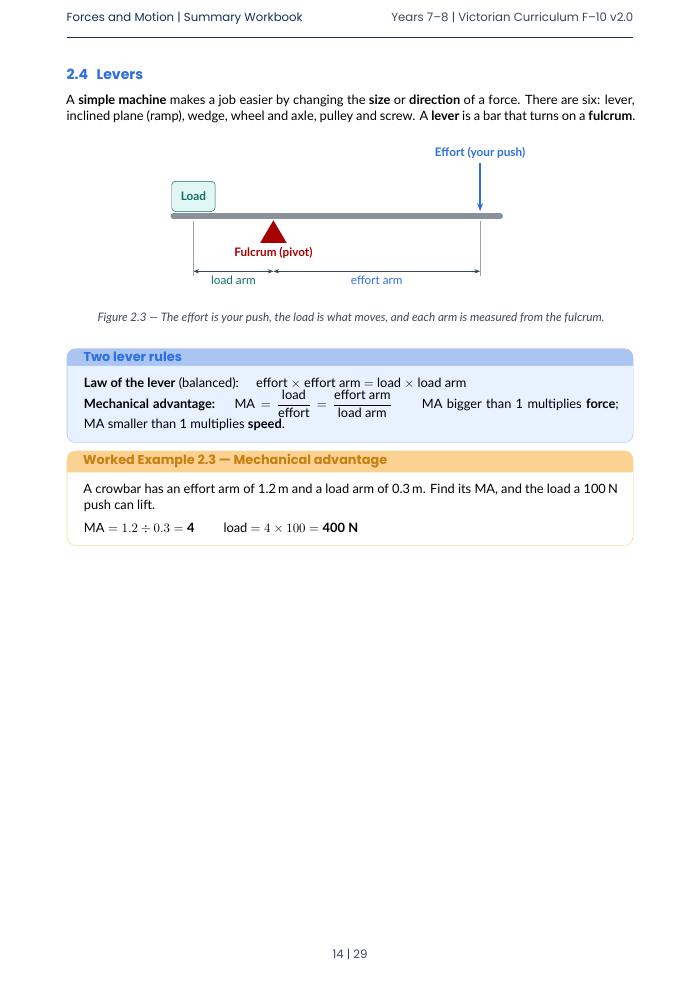 Forces and Motion | Summary Workbook
Years 7–8 | Victorian Curriculum F–10 v2.0
2.4 Levers
A simple machine makes a job easier by changing the size or direction of a force. There are six: lever,
inclined plane (ramp), wedge, wheel and axle, pulley and screw. A lever is a bar that turns on a fulcrum.
Effort (your push)
Load
Fulcrum (pivot)
load arm
effort arm
Figure 2.3 — The effort is your push, the load is what moves, and each arm is measured from the fulcrum.
Two lever rules
Law of the lever (balanced): effort × effort arm = load × load arm
Mechanical advantage: MA = load/effort = effort arm/load arm MA bigger than 1 multiplies force;
MA smaller than 1 multiplies speed.
Worked Example 2.3 — Mechanical advantage
A crowbar has an effort arm of 1.2 m and a load arm of 0.3 m. Find its MA, and the load a 100 N
push can lift.
MA = 1.2 ÷ 0.3 = 4 load = 4 × 100 = 400 N
14 | 29